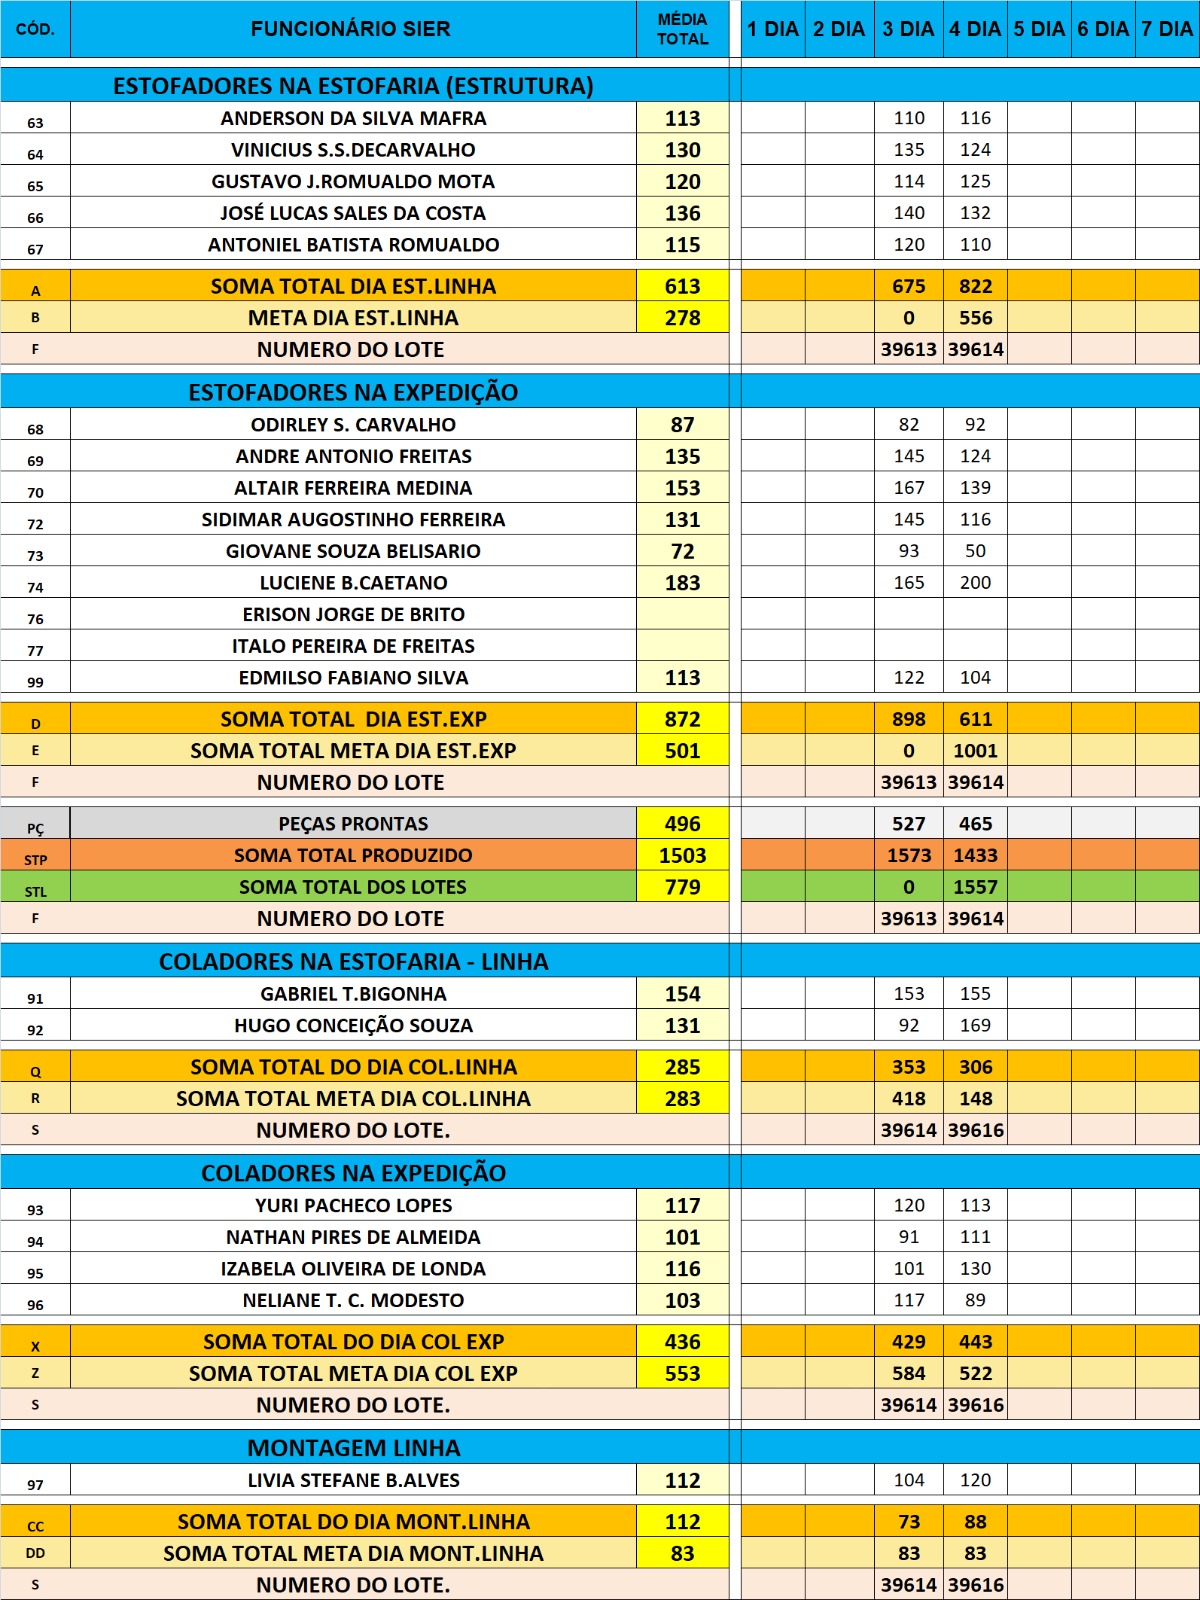 CÓD. FUNCIONÁRIO SIER MÉDIA TOTAL 1 DIA 2 DIA 3 DIA 4 DIA 5 DIA 6 DIA 7 DIA
ESTOFADORES NA ESTOFARIA (ESTRUTURA)
63 ANDERSON DA SILVA MAFRA 113 110 116
64 VINICIUS S.S.DECARVALHO 130 135 124
65 GUSTAVO J.ROMUALDO MOTA 120 114 125
66 JOSÉ LUCAS SALES DA COSTA 136 140 132
67 ANTONIEL BATISTA ROMUALDO 115 120 110
A SOMA TOTAL DIA EST.LINHA 613 675 822
B META DIA EST.LINHA 278 0 556
F NUMERO DO LOTE 39613 39614
ESTOFADORES NA EXPEDIÇÃO
68 ODIRLEY S. CARVALHO 87 82 92
69 ANDRE ANTONIO FREITAS 135 145 124
70 ALTAIR FERREIRA MEDINA 153 167 139
72 SIDIMAR AUGOSTINHO FERREIRA 131 145 116
73 GIOVANE SOUZA BELISARIO 72 93 50
74 LUCIENE B.CAETANO 183 165 200
76 ERISON JORGE DE BRITO
77 ITALO PEREIRA DE FREITAS
99 EDMILSO FABIANO SILVA 113 122 104
D SOMA TOTAL DIA EST.EXP 872 898 611
E SOMA TOTAL META DIA EST.EXP 501 0 1001
F NUMERO DO LOTE 39613 39614
PÇ PEÇAS PRONTAS 496 527 465
STP SOMA TOTAL PRODUZIDO 1503 1573 1433
STL SOMA TOTAL DOS LOTES 779 0 1557
F NUMERO DO LOTE 39613 39614
COLADORES NA ESTOFARIA - LINHA
91 GABRIEL T.BIGONHA 154 153 155
92 HUGO CONCEIÇÃO SOUZA 131 92 169
Q SOMA TOTAL DO DIA COL.LINHA 285 353 306
R SOMA TOTAL META DIA COL.LINHA 283 418 148
S NUMERO DO LOTE. 39614 39616
COLADORES NA EXPEDIÇÃO
93 YURI PACHECO LOPES 117 120 113
94 NATHAN PIRES DE ALMEIDA 101 91 111
95 IZABELA OLIVEIRA DE LONDA 116 101 130
96 NELIANE T. C. MODESTO 103 117 89
X SOMA TOTAL DO DIA COL EXP 436 429 443
Z SOMA TOTAL META DIA COL EXP 553 584 522
S NUMERO DO LOTE. 39614 39616
MONTAGEM LINHA
97 LIVIA STEFANE B.ALVES 112 104 120
CC SOMA TOTAL DO DIA MONT.LINHA 112 73 88
DD SOMA TOTAL META DIA MONT.LINHA 83 83 83
S NUMERO DO LOTE. 39614 39616